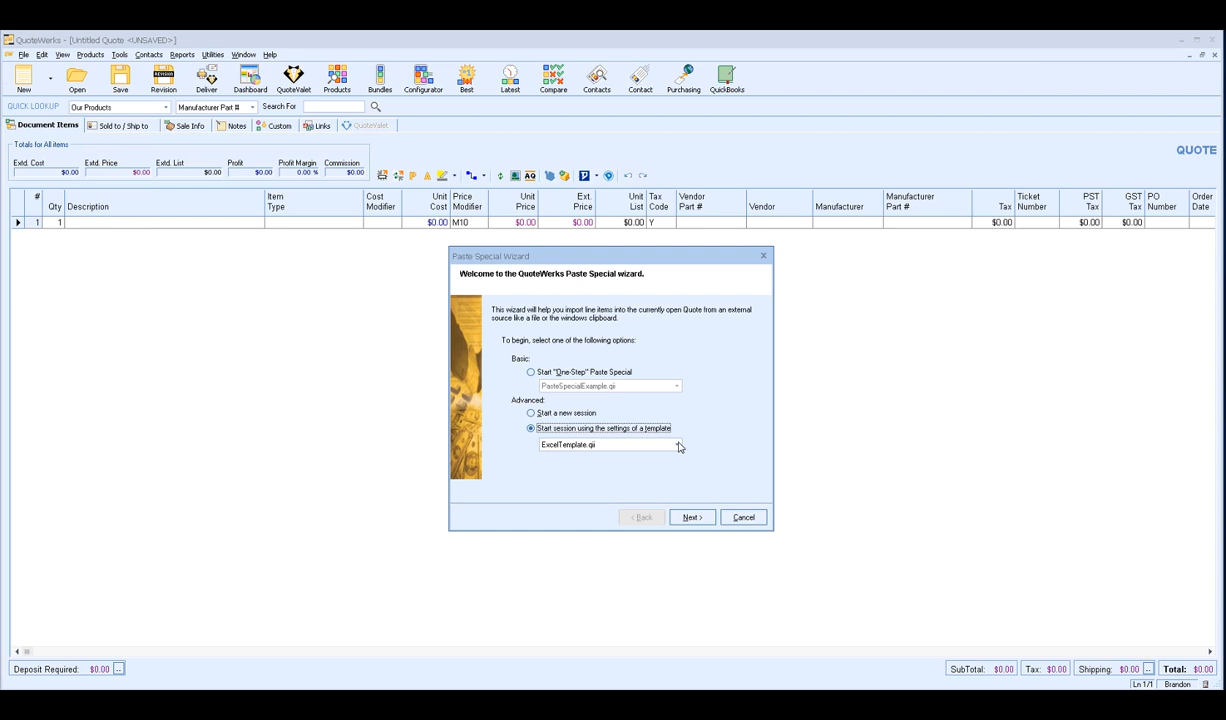 QuoteWerks - [Untitled Quote <UNSAVED>]
File Edit View Products Tools Contacts Reports Utilities Window Help
New Open Save Revision Deliver Dashboard QuoteValet Products Bundles Configurator Best Latest Compare Contacts Contact Purchasing QuickBooks
QUICK LOOKUP Our Products Manufacturer Part # Search For
Document Items Sold to / Ship to Sale Info Notes Custom Links QuoteValet
Totals for All items
QUOTE
Extd. Cost Extd. Price Extd. List Profit Profit Margin Commission
$0.00 $0.00 $0.00 $0.00 0.00 % $0.00
# Qty Description Item Type Cost Modifier Unit Cost Price Modifier Unit Price Ext. Price Unit List Tax Code Vendor Part # Vendor Manufacturer Manufacturer Part # Tax Ticket Number PST Tax GST Tax PO Number Order Date
1 1 $0.00 M10 $0.00 $0.00 $0.00 Y $0.00 $0.00 $0.00
Paste Special Wizard
Welcome to the QuoteWerks Paste Special wizard.
This wizard will help you import line items into the currently open Quote from an external
source like a file or the windows clipboard.
To begin, select one of the following options:
Basic:
Start "One-Step" Paste Special
PasteSpecialExample.qii
Advanced:
Start a new session
Start session using the settings of a template
ExcelTemplate.qii
< Back Next > Cancel
Deposit Required: $0.00 ... SubTotal: $0.00 Tax: $0.00 Shipping: $0.00 ... Total: $0.00
Ln 1/1 Brandon